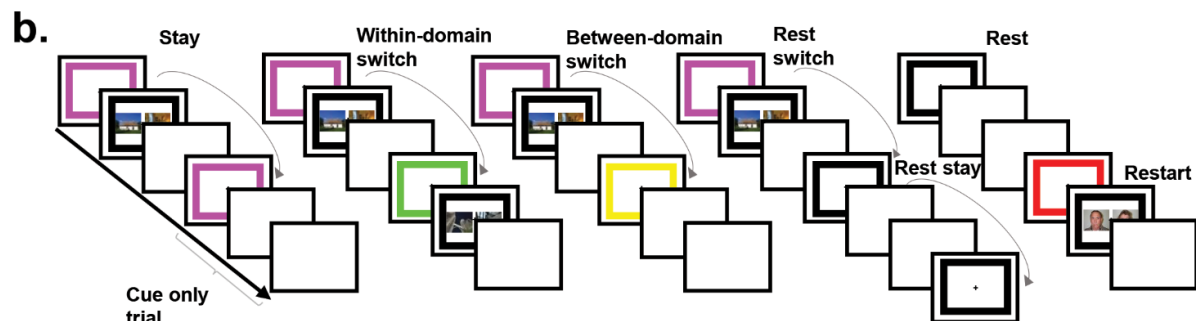 b.
Stay
Within-domain
switch
Between-domain
switch
Rest
switch
Rest
Rest stay
Restart
Cue only
trial